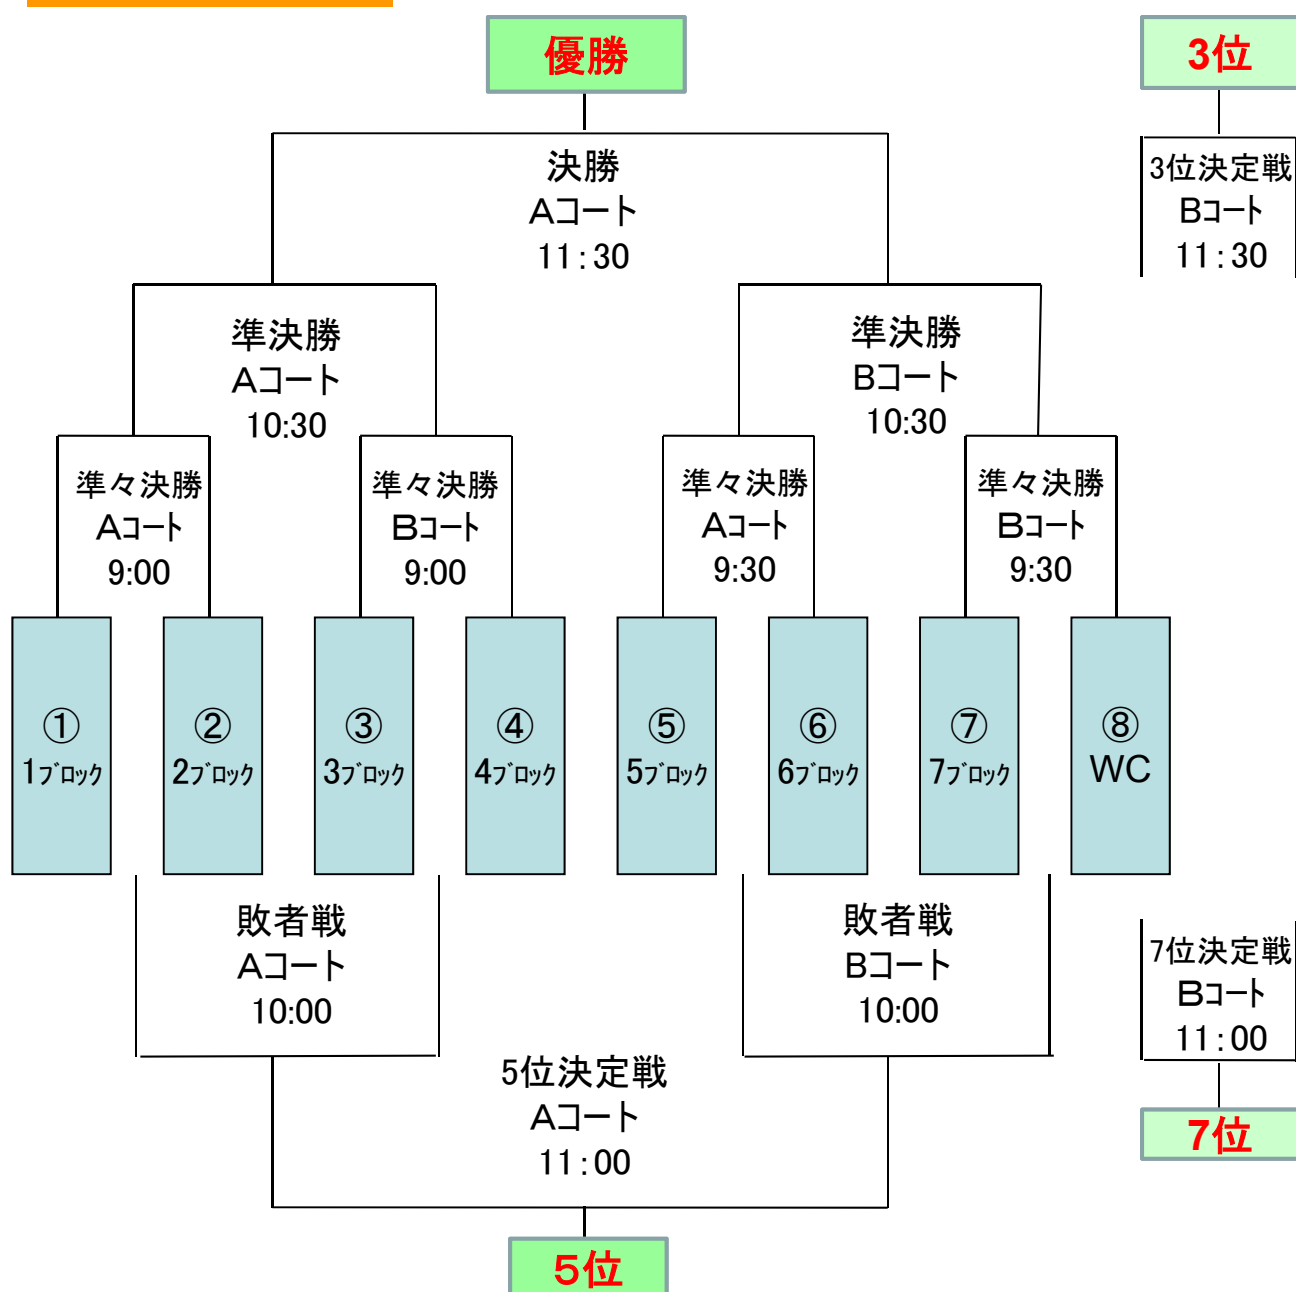 優勝
3位
決勝
Aコート
11:30
3位決定戦
Bコート
11:30
準決勝
Aコート
10:30
準決勝
Bコート
10:30
準々決勝
Aコート
9:00
準々決勝
Bコート
9:00
準々決勝
Aコート
9:30
準々決勝
Bコート
9:30
①
1ブロック
②
2ブロック
③
3ブロック
④
4ブロック
⑤
5ブロック
⑥
6ブロック
⑦
7ブロック
⑧
WC
敗者戦
Aコート
10:00
敗者戦
Bコート
10:00
7位決定戦
Bコート
11:00
5位決定戦
Aコート
11:00
7位
5位